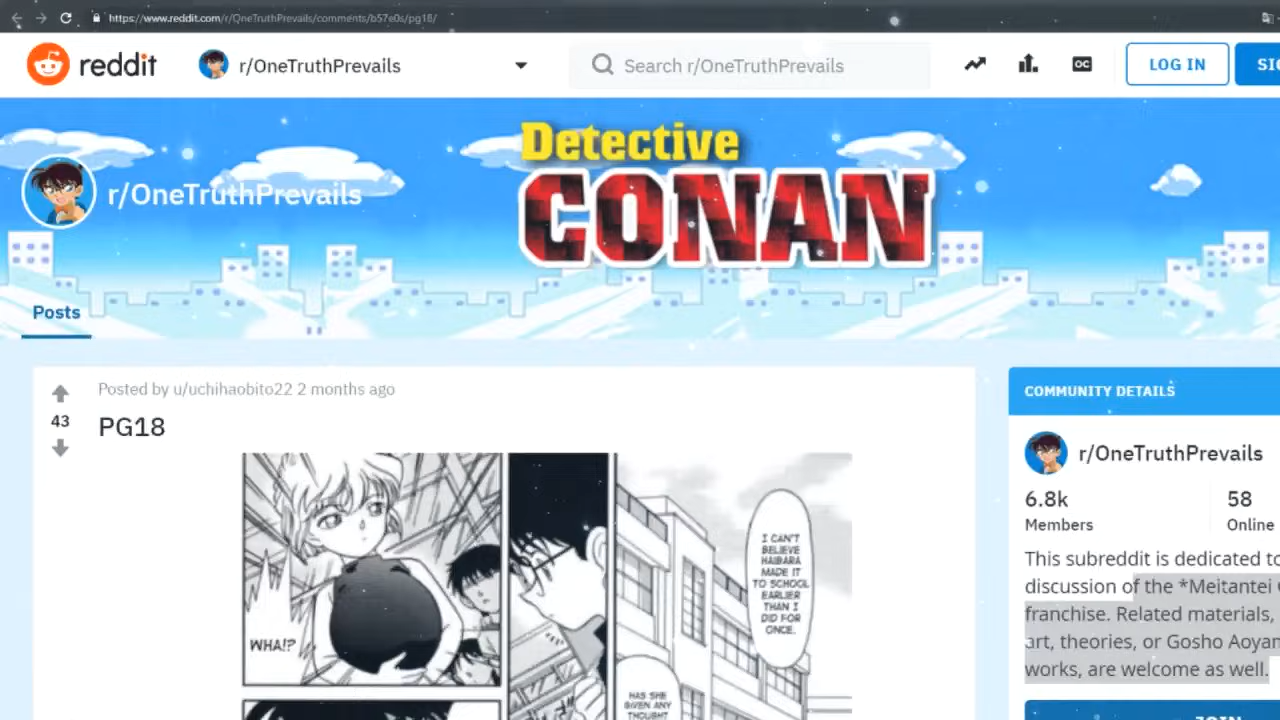 https://www.reddit.com/r/OneTruthPrevails/comments/b57e0s/pg18/
reddit
r/OneTruthPrevails
Search r/OneTruthPrevails
OC
LOG IN
Detective
CONAN
r/OneTruthPrevails
Posts
Posted by u/uchihaobito22 2 months ago
43
PG18
WHA!?
I CAN'T
BELIEVE
HAIBARA
MADE IT
TO SCHOOL
EARLIER
THAN I
DID FOR
ONCE.
HAS SHE
GIVEN ANY
THOUGHT
COMMUNITY DETAILS
r/OneTruthPrevails
6.8k
58
Members
Online
This subreddit is dedicated to
discussion of the *Meitantei
franchise. Related materials,
art, theories, or Gosho
works, are welcome as well.
JOIN